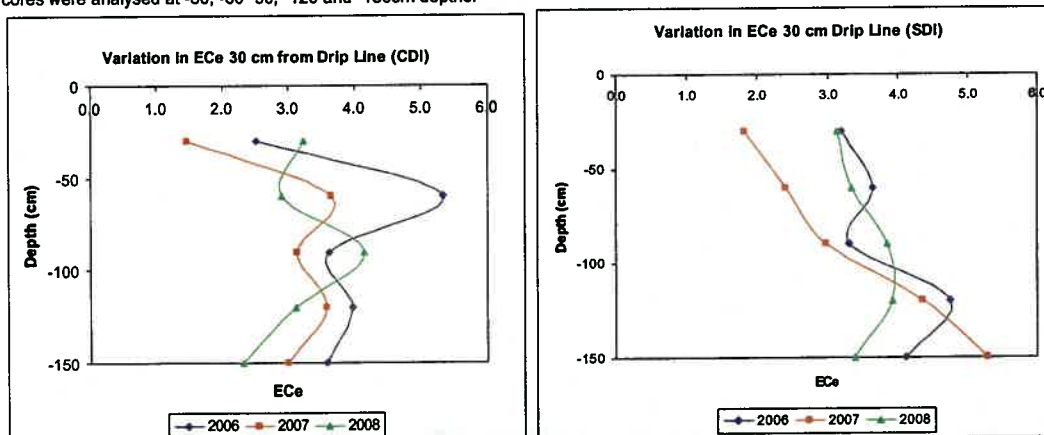 cores were analysed at -30, -60 -90, -120 and -150cm depths.
Variation in ECe 30 cm from Drip Line (CDI)
0
0.0 1.0 2.0 3.0 4.0 5.0 6.0
-50
-100
-150
Depth (cm)
ECe
2006 2007 2008
Variation in ECe 30 cm Drip Line (SDI)
0
0.0 1.0 2.0 3.0 4.0 5.0 6.0
-50
-100
-150
Depth (cm)
ECe
2006 2007 2008